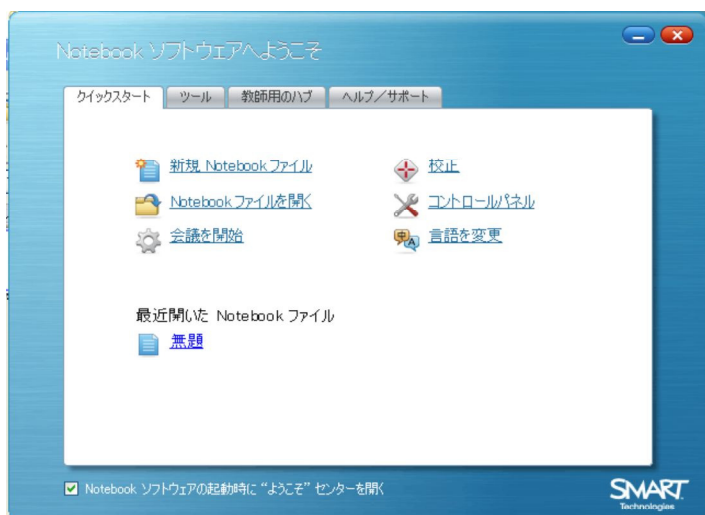 Notebook ソフトウェアへようこそ
クイックスタート ツール 教師用のハブ ヘルプ／サポート
新規 Notebook ファイル 校正
Notebook ファイルを開く コントロールパネル
会議を開始 言語を変更
最近開いた Notebook ファイル
無題
Notebook ソフトウェアの起動時に “ようこそ” センターを開く
SMART
Technologies